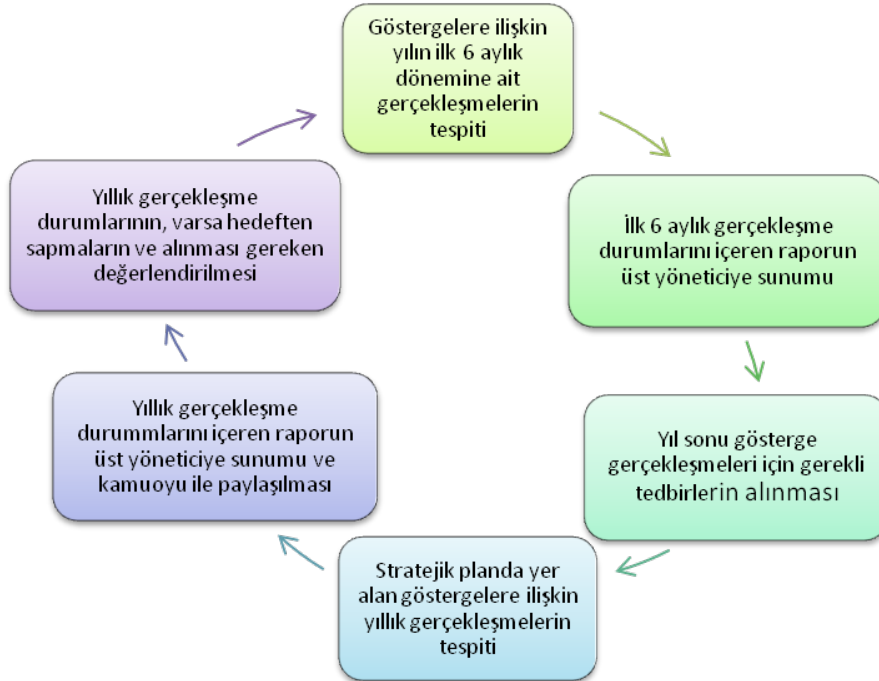 Göstergelere ilişkin
yılın ilk 6 aylık
dönemine ait
gerçekleşmelerin
tespiti
İlk 6 aylık gerçekleşme
durumlarını içeren raporun
üst yöneticiye sunumu
Yıl sonu gösterge
gerçekleşmeleri için gerekli
tedbirlerin alınması
Stratejik planda yer
alan göstergelere ilişkin
yıllık gerçekleşmelerin
tespiti
Yıllık gerçekleşme
durummlarını içeren raporun
üst yöneticiye sunumu ve
kamuoyu ile paylaşılması
Yıllık gerçekleşme
durumlarının, varsa hedeften
sapmaların ve alınması gereken
değerlendirilmesi